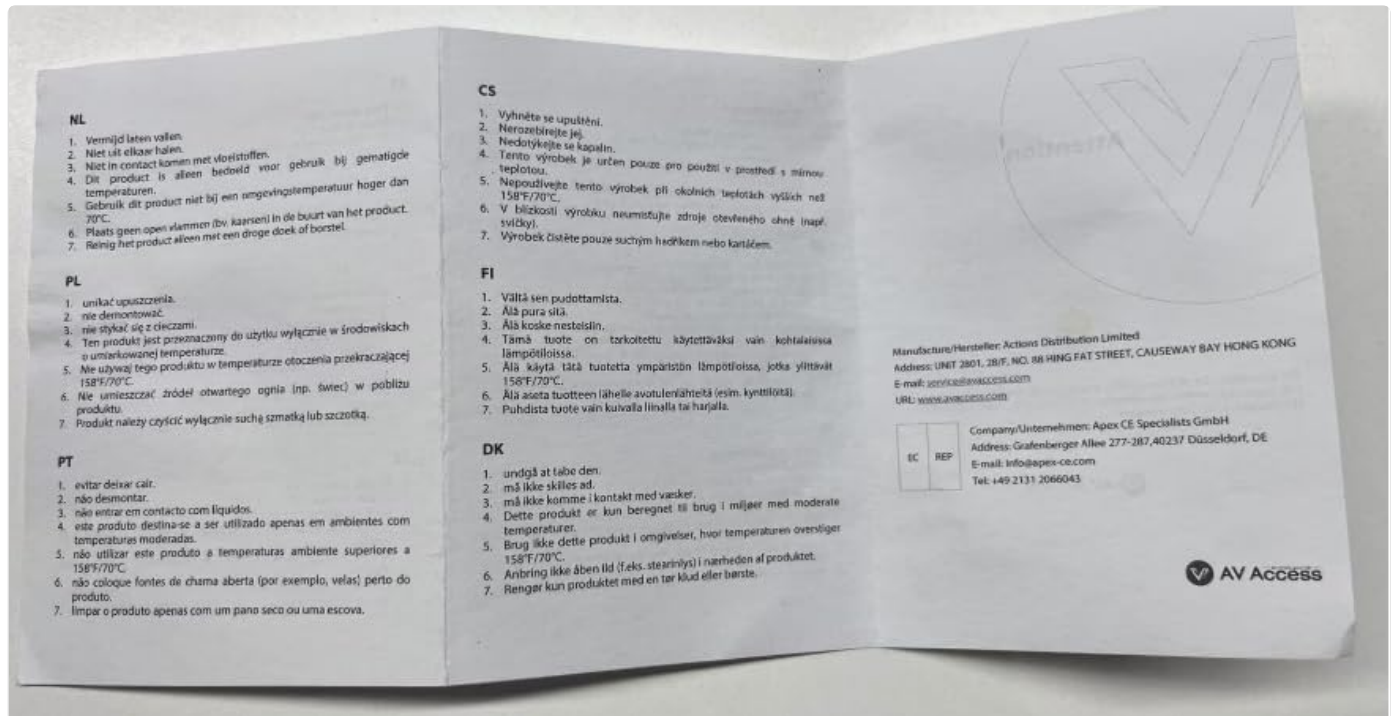 NL
1. Vermijd laten vallen.
2. Niet uit elkaar halen.
3. Niet in contact komen met vloeistoffen.
4. Dit product is alleen bedoeld voor gebruik bij gematigde
temperaturen.
5. Gebruik dit product niet bij een omgevingstemperatuur hoger dan
70°C.
6. Plaats geen open vlammen (bv. kaarsen) in de buurt van het product.
7. Reinig het product alleen met een droge doek of borstel.
PL
1. unikać upuszczenia.
2. nie demontować.
3. nie stykać się z cieczami.
4. Ten produkt jest przeznaczony do użytku wyłącznie w środowiskach
o umiarkowanej temperaturze.
5. Nie używaj tego produktu w temperaturze otoczenia przekraczającej
158°F/70°C.
6. Nie umieszczać źródeł otwartego ognia (np. świec) w pobliżu
produktu.
7. Produkt należy czyścić wyłącznie suchą szmatką lub szczotką.
PT
1. evitar deixar cair.
2. não desmontar.
3. não entrar em contacto com líquidos.
4. este produto destina-se a ser utilizado apenas em ambientes com
temperaturas moderadas.
5. não utilizar este produto a temperaturas ambiente superiores a
158°F/70°C
6. não coloque fontes de chama aberta (por exemplo, velas) perto do
produto.
7. limpar o produto apenas com um pano seco ou uma escova.
CS
1. Vyhněte se upuštění.
2. Nerozebírejte jej.
3. Nedotýkejte se kapalin.
4. Tento výrobek je určen pouze pro použití v prostředí s mírnou
teplotou.
5. Nepoužívejte tento výrobek při okolních teplotách vyšších než
158°F/70°C.
6. V blízkosti výrobku neumisťujte zdroje otevřeného ohně (např.
svíčky).
7. Výrobek čistěte pouze suchým hadříkem nebo kartáčem.
FI
1. Vältä sen pudottamista.
2. Älä pura sitä.
3. Älä koske nesteisiin.
4. Tämä tuote on tarkoitettu käytettäväksi vain kohtalaisissa
lämpötiloissa.
5. Älä käytä tätä tuotetta ympäristön lämpötiloissa, jotka ylittävät
158°F/70°C.
6. Älä aseta tuotteen lähelle avotulenlähteitä (esim. kynttilöitä).
7. Puhdista tuote vain kuivalla liinalla tai harjalla.
DK
1. undgå at tabe den.
2. må ikke skilles ad.
3. må ikke komme i kontakt med væsker.
4. Dette produkt er kun beregnet til brug i miljøer med moderate
temperaturer.
5. Brug ikke dette produkt i omgivelser, hvor temperaturen overstiger
158°F/70°C.
6. Anbring ikke åben ild (f.eks. stearinlys) i nærheden af produktet.
7. Rengør kun produktet med en tør klud eller børste.
Attention
Manufacture/Hersteller: Actions Distribution Limited
Address: UNIT 2801, 28/F, NO. 88 HING FAT STREET, CAUSEWAY BAY HONG KONG
E-mail: service@avaccess.com
URL: www.avaccess.com
EC REP
Company/Unternehmen: Apex CE Specialists GmbH
Address: Grafenberger Allee 277-287,40237 Düsseldorf, DE
E-mail: info@apex-ce.com
Tel: +49 2131 2066043
AV Access